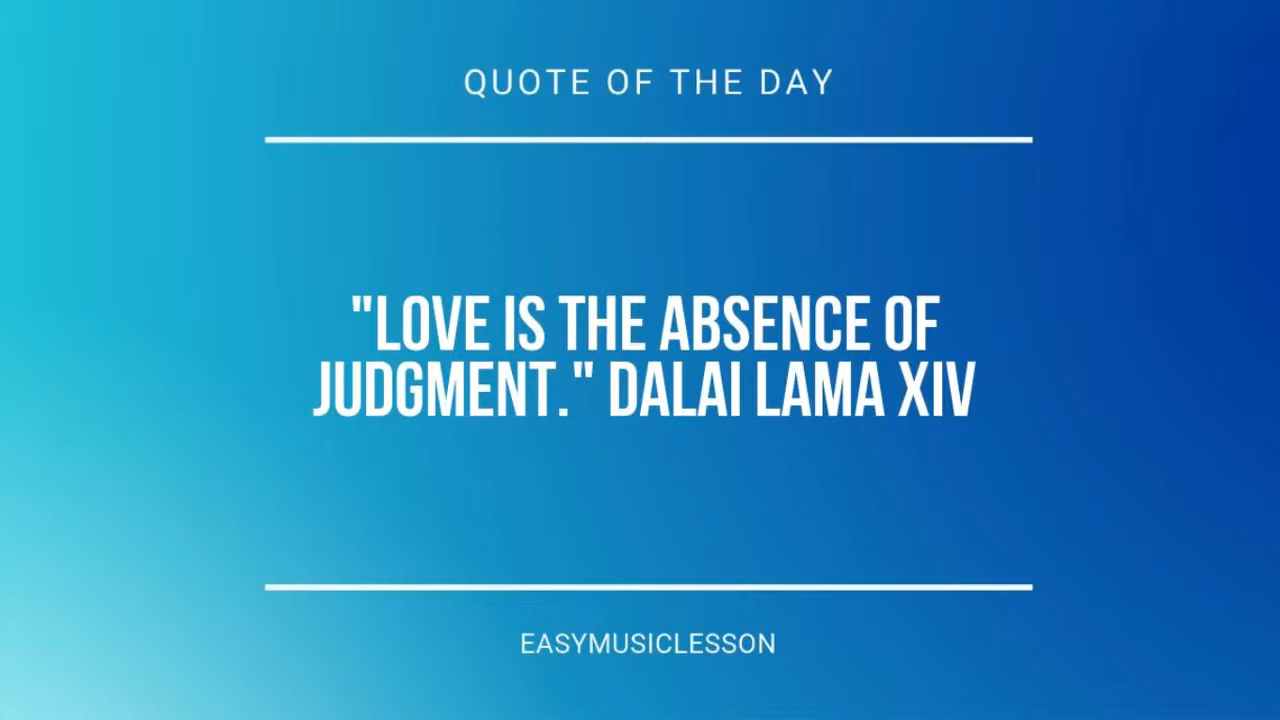 QUOTE OF THE DAY
"LOVE IS THE ABSENCE OF
JUDGMENT." DALAI LAMA XIV
EASYMUSICLESSON